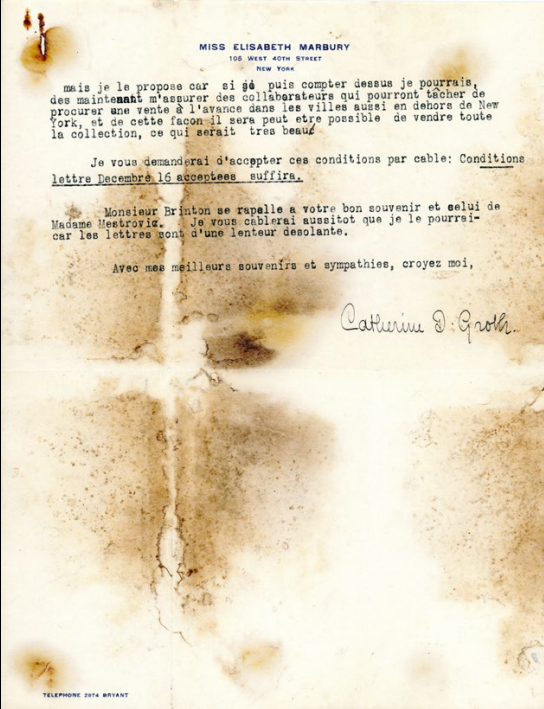 MISS ELISABETH MARBURY
105 WEST 40TH STREET
NEW YORK
mais je le propose car si je puis compter dessus je pourrais,
des maintenant m'assurer des collaborateurs qui pourront tâcher de
procurer une vente à l'avance dans les villes aussi en dehors de New
York, et de cette facon il sera peut etre possible de vendre toute
la collection, ce qui serait tres beau
Je vous demanderai d'accepter ces conditions par cable: Conditions
lettre Decembre 16 acceptees suffira.
Monsieur Brinton se rapelle a votre bon souvenir et celui de
Madame Mestrovic. Je vous cablerai aussitot que je le pourrai-
car les lettres sont d'une lenteur desolante.
Avec mes meilleurs souvenirs et sympathies, croyez moi,
Catherine D. Groth.
TELEPHONE 2974 BRYANT